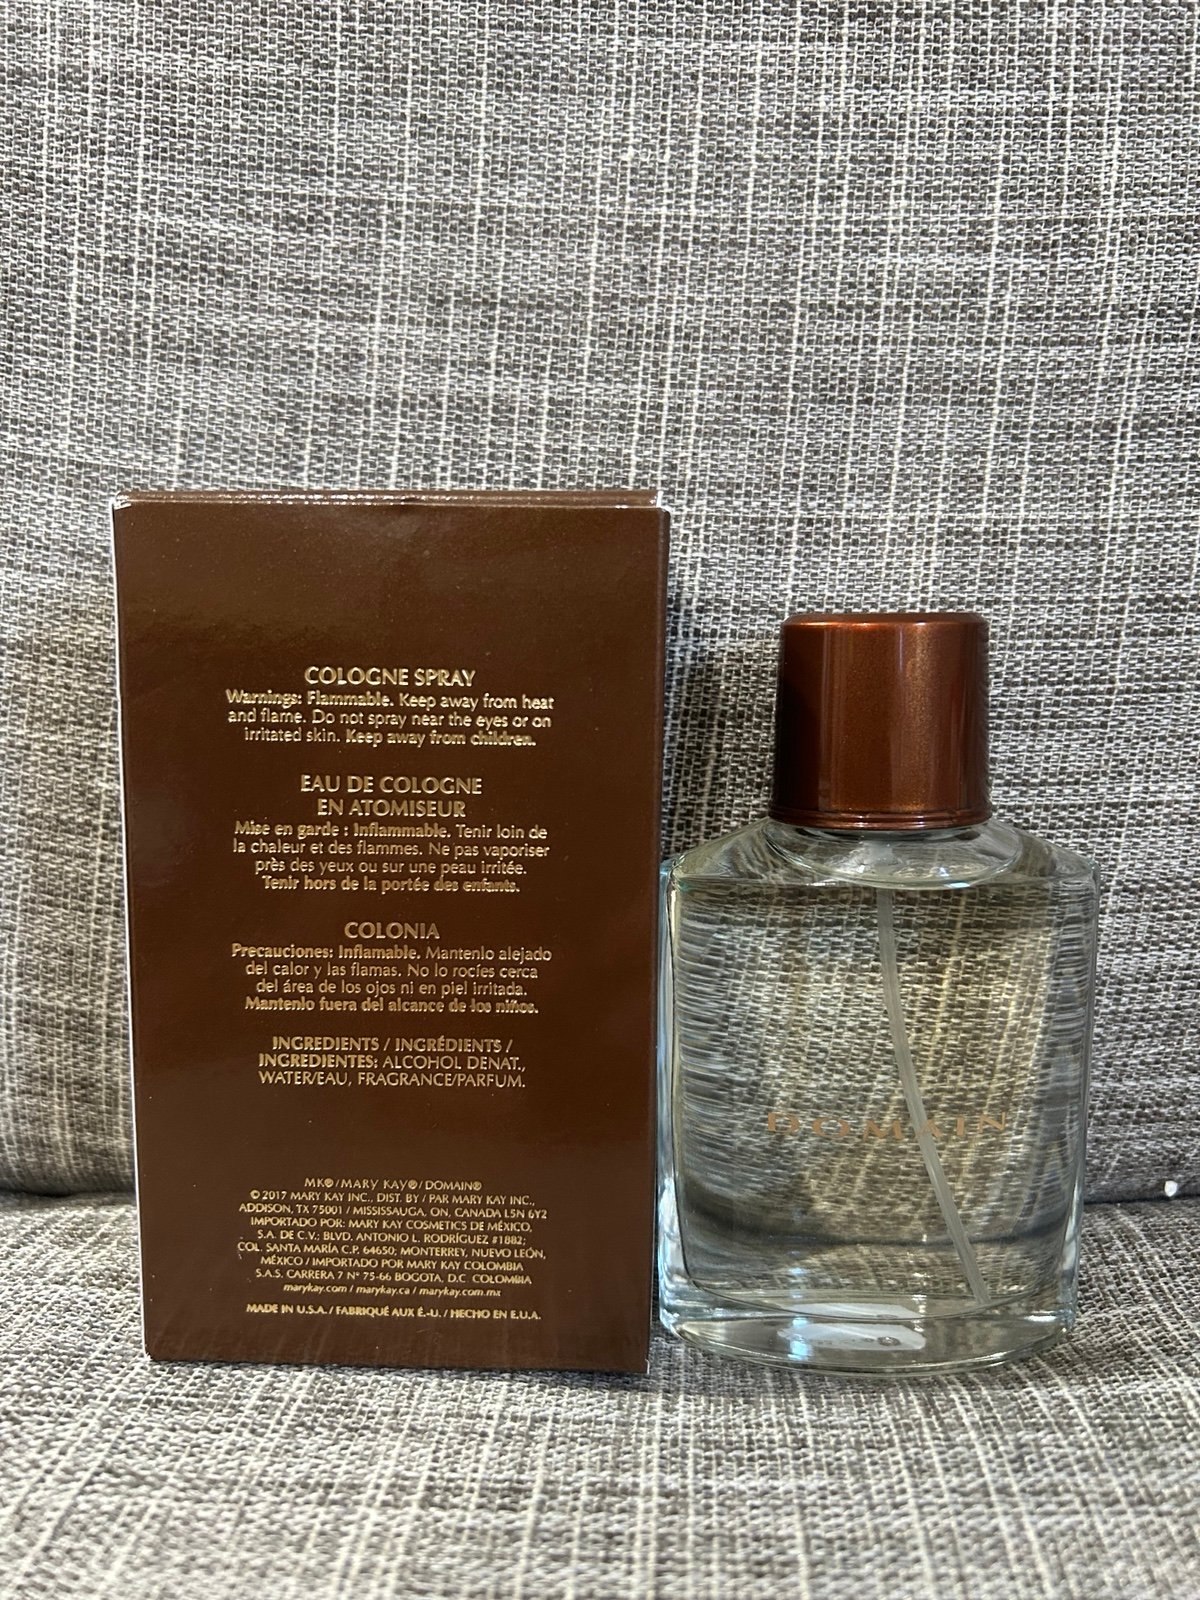 COLOGNE SPRAY
Warnings: Flammable. Keep away from heat
and flame. Do not spray near the eyes or on
irritated skin. Keep away from children.
EAU DE COLOGNE
EN ATOMISEUR
Mise en garde : Inflammable. Tenir loin de
la chaleur et des flammes. Ne pas vaporiser
près des yeux ou sur une peau irritée.
Tenir hors de la portée des enfants.
COLONIA
Precauciones: Inflamable. Mantenlo alejado
del calor y las flamas. No lo rocíes cerca
del área de los ojos ni en piel irritada.
Mantenlo fuera del alcance de los niños.
INGREDIENTS / INGRÉDIENTS /
INGREDIENTES: ALCOHOL DENAT.,
WATER/EAU, FRAGRANCE/PARFUM.
MK® / MARY KAY® / DOMAIN®
© 2017 MARY KAY INC., DIST. BY / PAR MARY KAY INC.,
ADDISON, TX 75001 / MISSISSAUGA, ON, CANADA L5N 6Y2
IMPORTADO POR: MARY KAY COSMETICS DE MÉXICO,
S.A. DE C.V.; BLVD. ANTONIO L. RODRÍGUEZ #1882;
COL. SANTA MARÍA C.P. 64650; MONTERREY, NUEVO LEÓN,
MÉXICO / IMPORTADO POR MARY KAY COLOMBIA
S.A.S. CARRERA 7 N° 75-66 BOGOTA, D.C. COLOMBIA
marykay.com / marykay.ca / marykay.com.mx
MADE IN U.S.A. / FABRIQUÉ AUX É.-U. / HECHO EN E.U.A.
DOMAIN